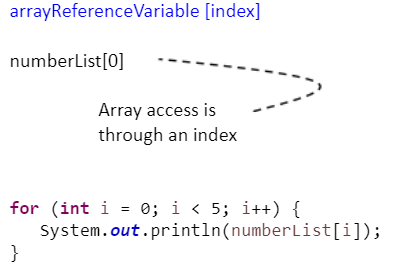 arrayReferenceVariable [index]
numberList[0]
Array access is
through an index
for (int i = 0; i < 5; i++) {
System.out.println(numberList[i]);
}